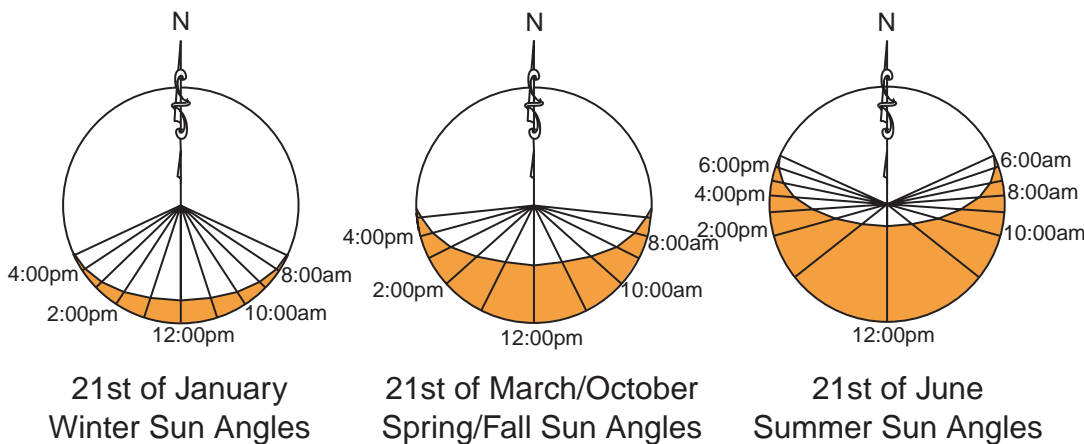 N
4:00pm
2:00pm
12:00pm
10:00am
8:00am
21st of January
Winter Sun Angles
N
4:00pm
2:00pm
12:00pm
10:00am
8:00am
21st of March/October
Spring/Fall Sun Angles
N
6:00pm
4:00pm
2:00pm
12:00pm
10:00am
8:00am
6:00am
21st of June
Summer Sun Angles